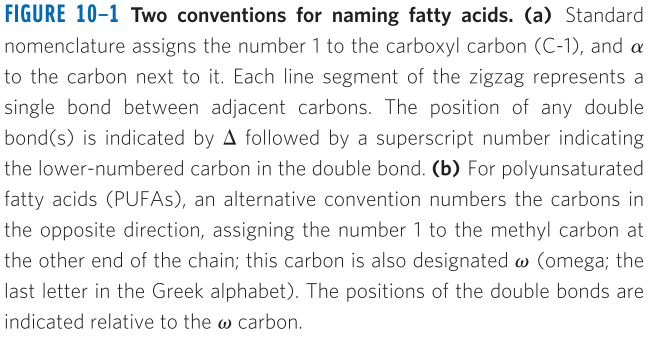 FIGURE 10–1 Two conventions for naming fatty acids. (a) Standard
nomenclature assigns the number 1 to the carboxyl carbon (C-1), and α
to the carbon next to it. Each line segment of the zigzag represents a
single bond between adjacent carbons. The position of any double
bond(s) is indicated by Δ followed by a superscript number indicating
the lower-numbered carbon in the double bond. (b) For polyunsaturated
fatty acids (PUFAs), an alternative convention numbers the carbons in
the opposite direction, assigning the number 1 to the methyl carbon at
the other end of the chain; this carbon is also designated ω (omega; the
last letter in the Greek alphabet). The positions of the double bonds are
indicated relative to the ω carbon.